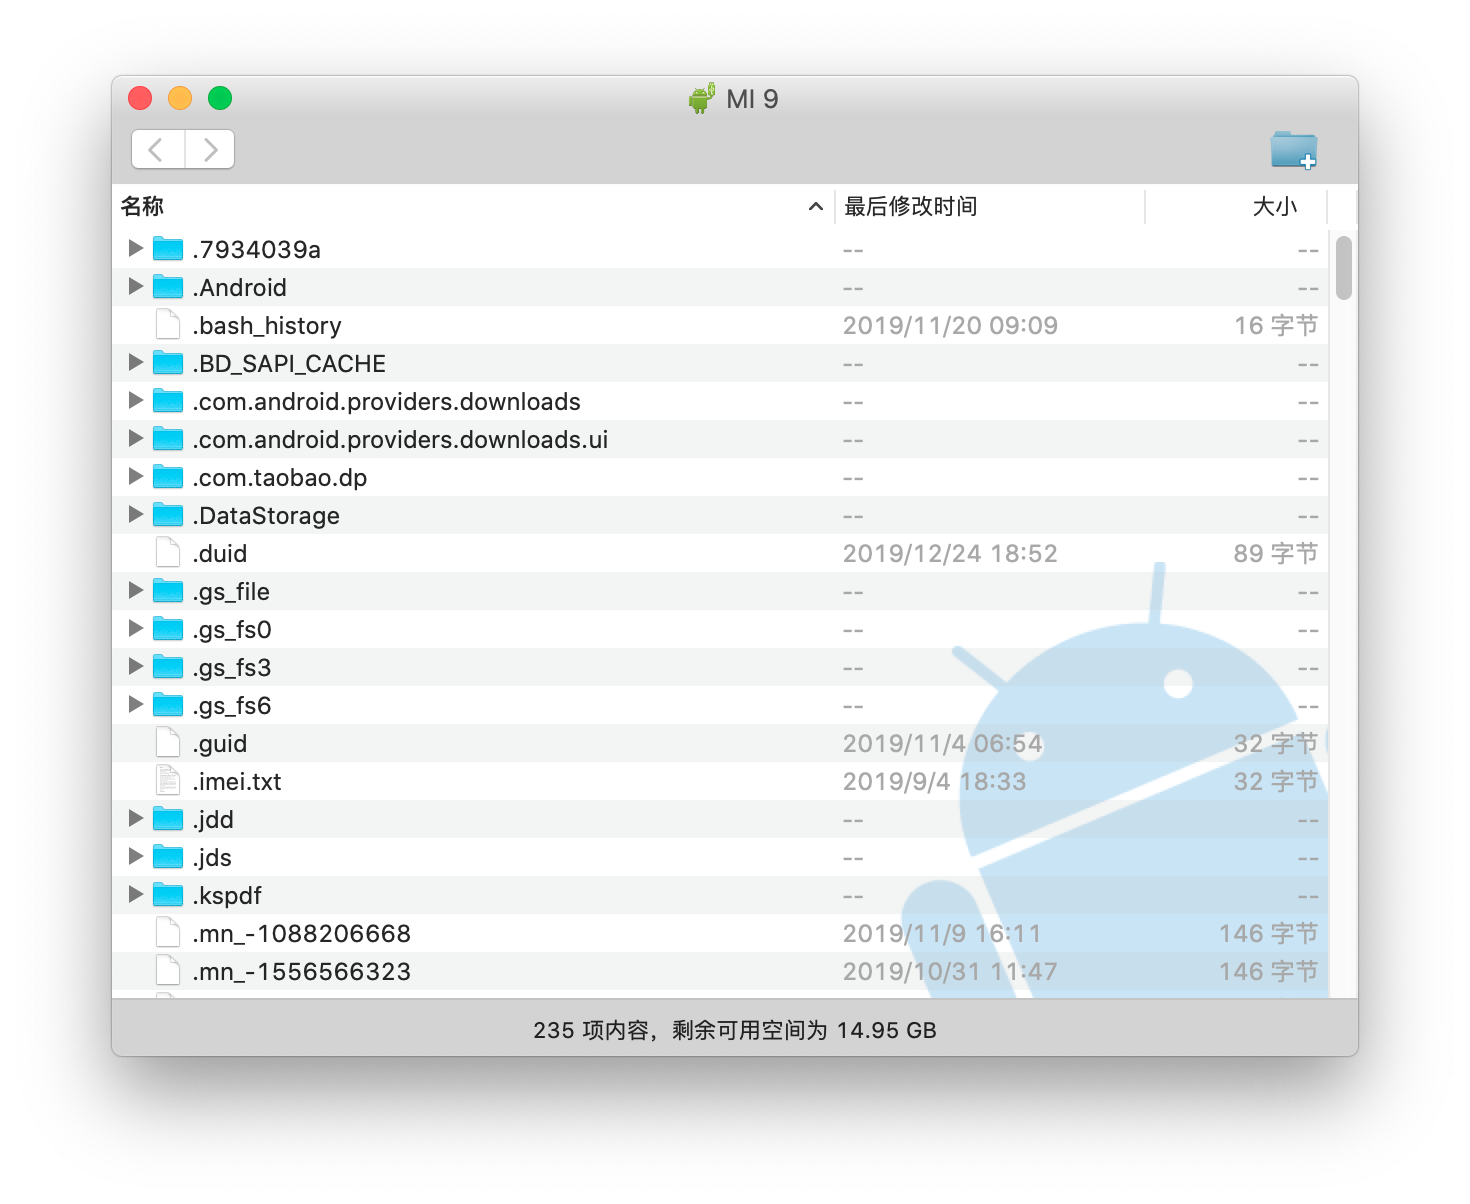 MI 9
名称 最后修改时间 大小
.7934039a -- --
.Android -- --
.bash_history 2019/11/20 09:09 16 字节
.BD_SAPI_CACHE -- --
.com.android.providers.downloads -- --
.com.android.providers.downloads.ui -- --
.com.taobao.dp -- --
.DataStorage -- --
.duid 2019/12/24 18:52 89 字节
.gs_file -- --
.gs_fs0 -- --
.gs_fs3 -- --
.gs_fs6 -- --
.guid 2019/11/4 06:54 32 字节
.imei.txt 2019/9/4 18:33 32 字节
.jdd -- --
.jds -- --
.kspdf -- --
.mn_-1088206668 2019/11/9 16:11 146 字节
.mn_-1556566323 2019/10/31 11:47 146 字节
235 项内容，剩余可用空间为 14.95 GB